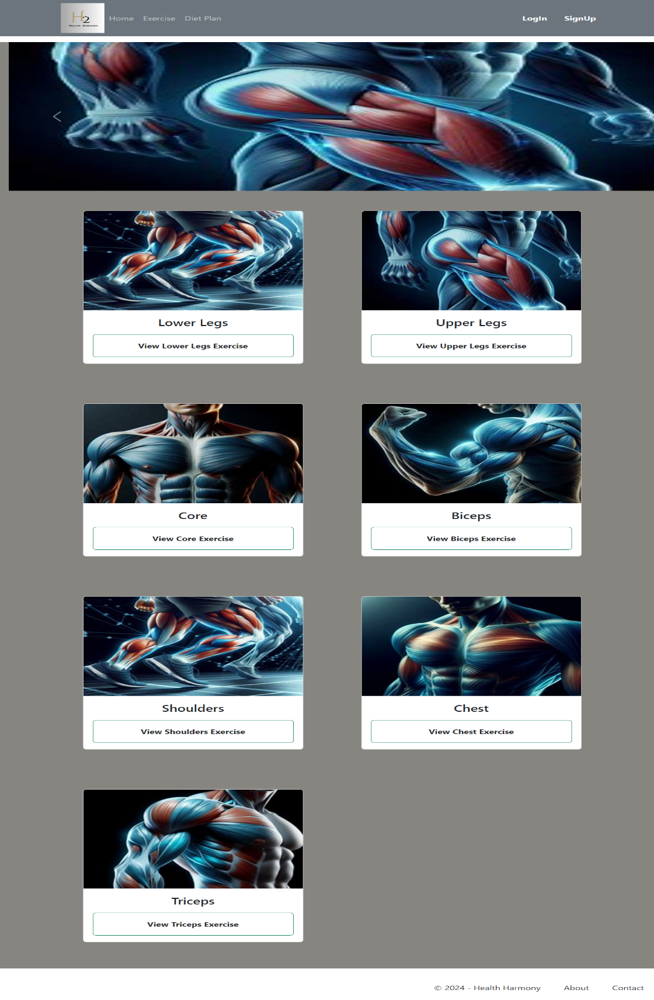 H2
Health Harmony
Home Exercise Diet Plan LogIn SignUp
Lower Legs
View Lower Legs Exercise
Upper Legs
View Upper Legs Exercise
Core
View Core Exercise
Biceps
View Biceps Exercise
Shoulders
View Shoulders Exercise
Chest
View Chest Exercise
Triceps
View Triceps Exercise
© 2024 - Health Harmony About Contact